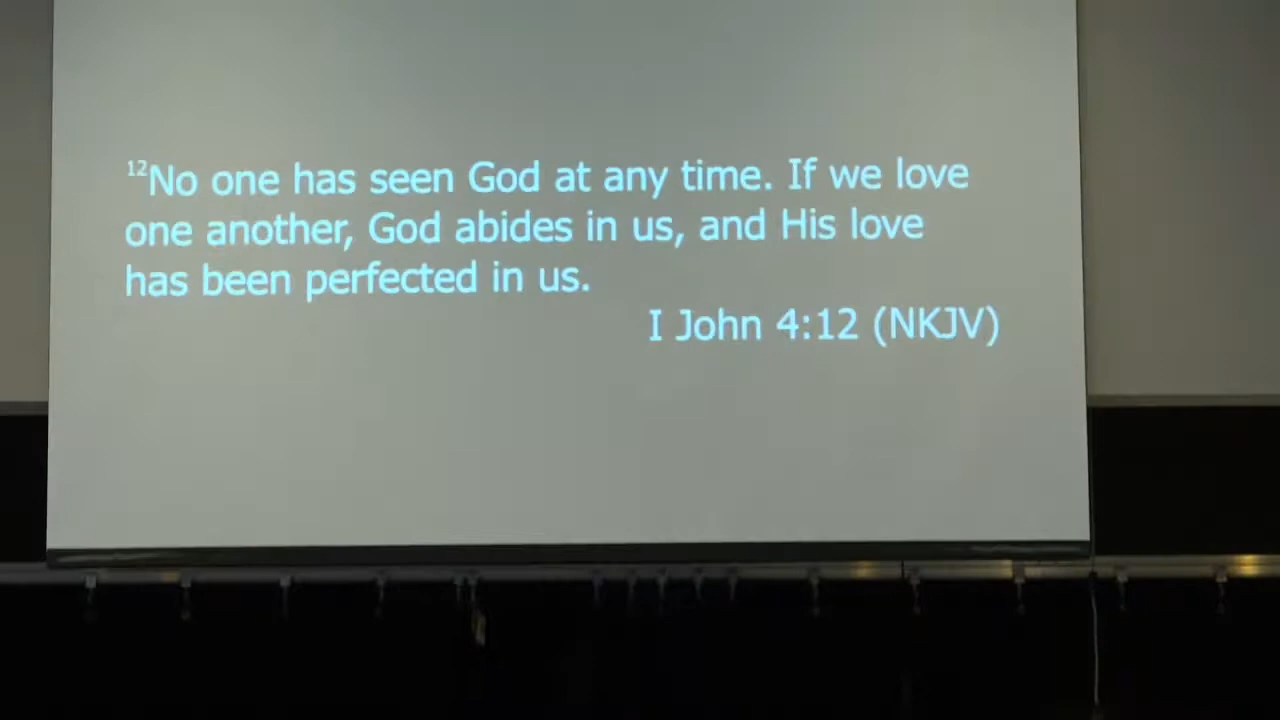 12No one has seen God at any time. If we love
one another, God abides in us, and His love
has been perfected in us.
I John 4:12 (NKJV)